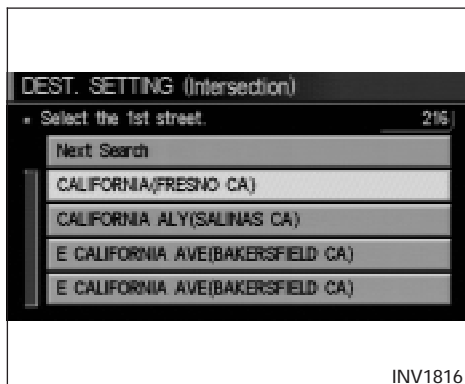 DEST. SETTING (Intersection)
Select the 1st street. 216
Next Search
CALIFORNIA(FRESNO CA)
CALIFORNIA ALY(SALINAS CA)
E CALIFORNIA AVE(BAKERSFIELD CA)
E CALIFORNIA AVE(BAKERSFIELD CA)
INV1816